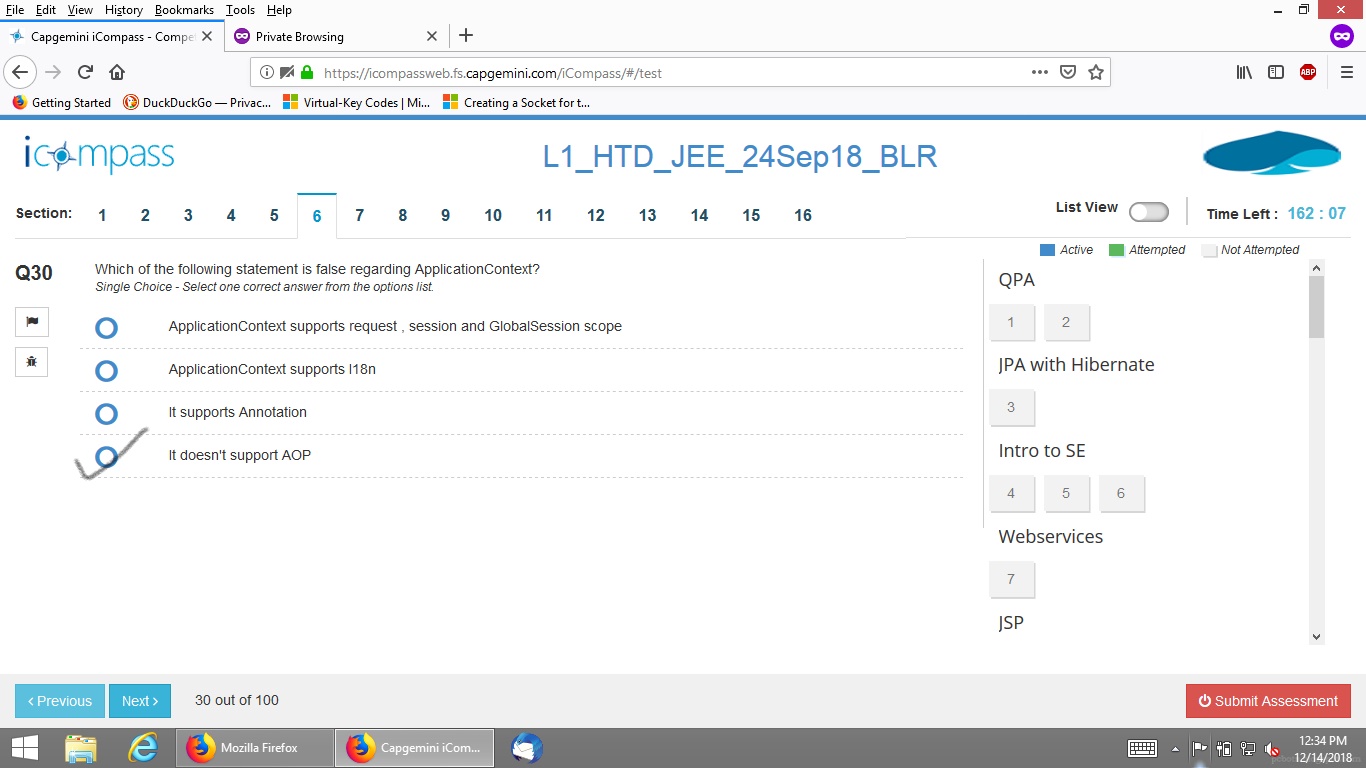 File Edit View History Bookmarks Tools Help
Capgemini iCompass - Compe
Private Browsing
https://icompassweb.fs.capgemini.com/iCompass/#/test
ABP
Getting Started
DuckDuckGo — Privac...
Virtual-Key Codes | Mi...
Creating a Socket for t...
icompass
L1_HTD_JEE_24Sep18_BLR
Section: 1 2 3 4 5 6 7 8 9 10 11 12 13 14 15 16
List View
Time Left : 162 : 07
Active Attempted Not Attempted
Q30
Which of the following statement is false regarding ApplicationContext?
Single Choice - Select one correct answer from the options list.
ApplicationContext supports request , session and GlobalSession scope
ApplicationContext supports I18n
It supports Annotation
It doesn't support AOP
QPA
1 2
JPA with Hibernate
3
Intro to SE
4 5 6
Webservices
7
JSP
‹ Previous
Next ›
30 out of 100
Submit Assessment
Mozilla Firefox
Capgemini iCom...
12:34 PM
12/14/2018